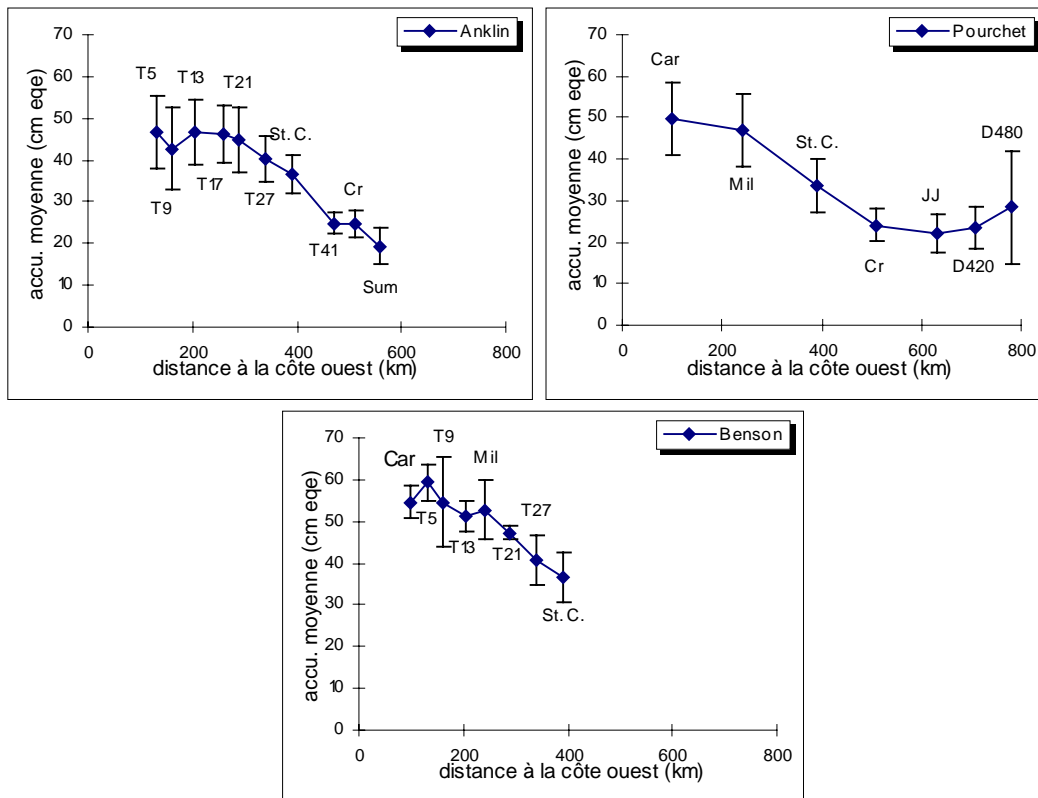 Anklin
accu. moyenne (cm eqe)
70
60
50
40
30
20
10
0
T5
T13
T21
St. C.
T9
T17
T27
Cr
T41
Sum
0 200 400 600 800
distance à la côte ouest (km)
Pourchet
accu. moyenne (cm eqe)
70
60
50
40
30
20
10
0
Car
Mil
St. C.
D480
JJ
Cr
D420
0 200 400 600 800
distance à la côte ouest (km)
Benson
accu. moyenne (cm eqe)
70
60
50
40
30
20
10
0
T9
Car
Mil
T5
T27
T13
T21
St. C.
0 200 400 600 800
distance à la côte ouest (km)